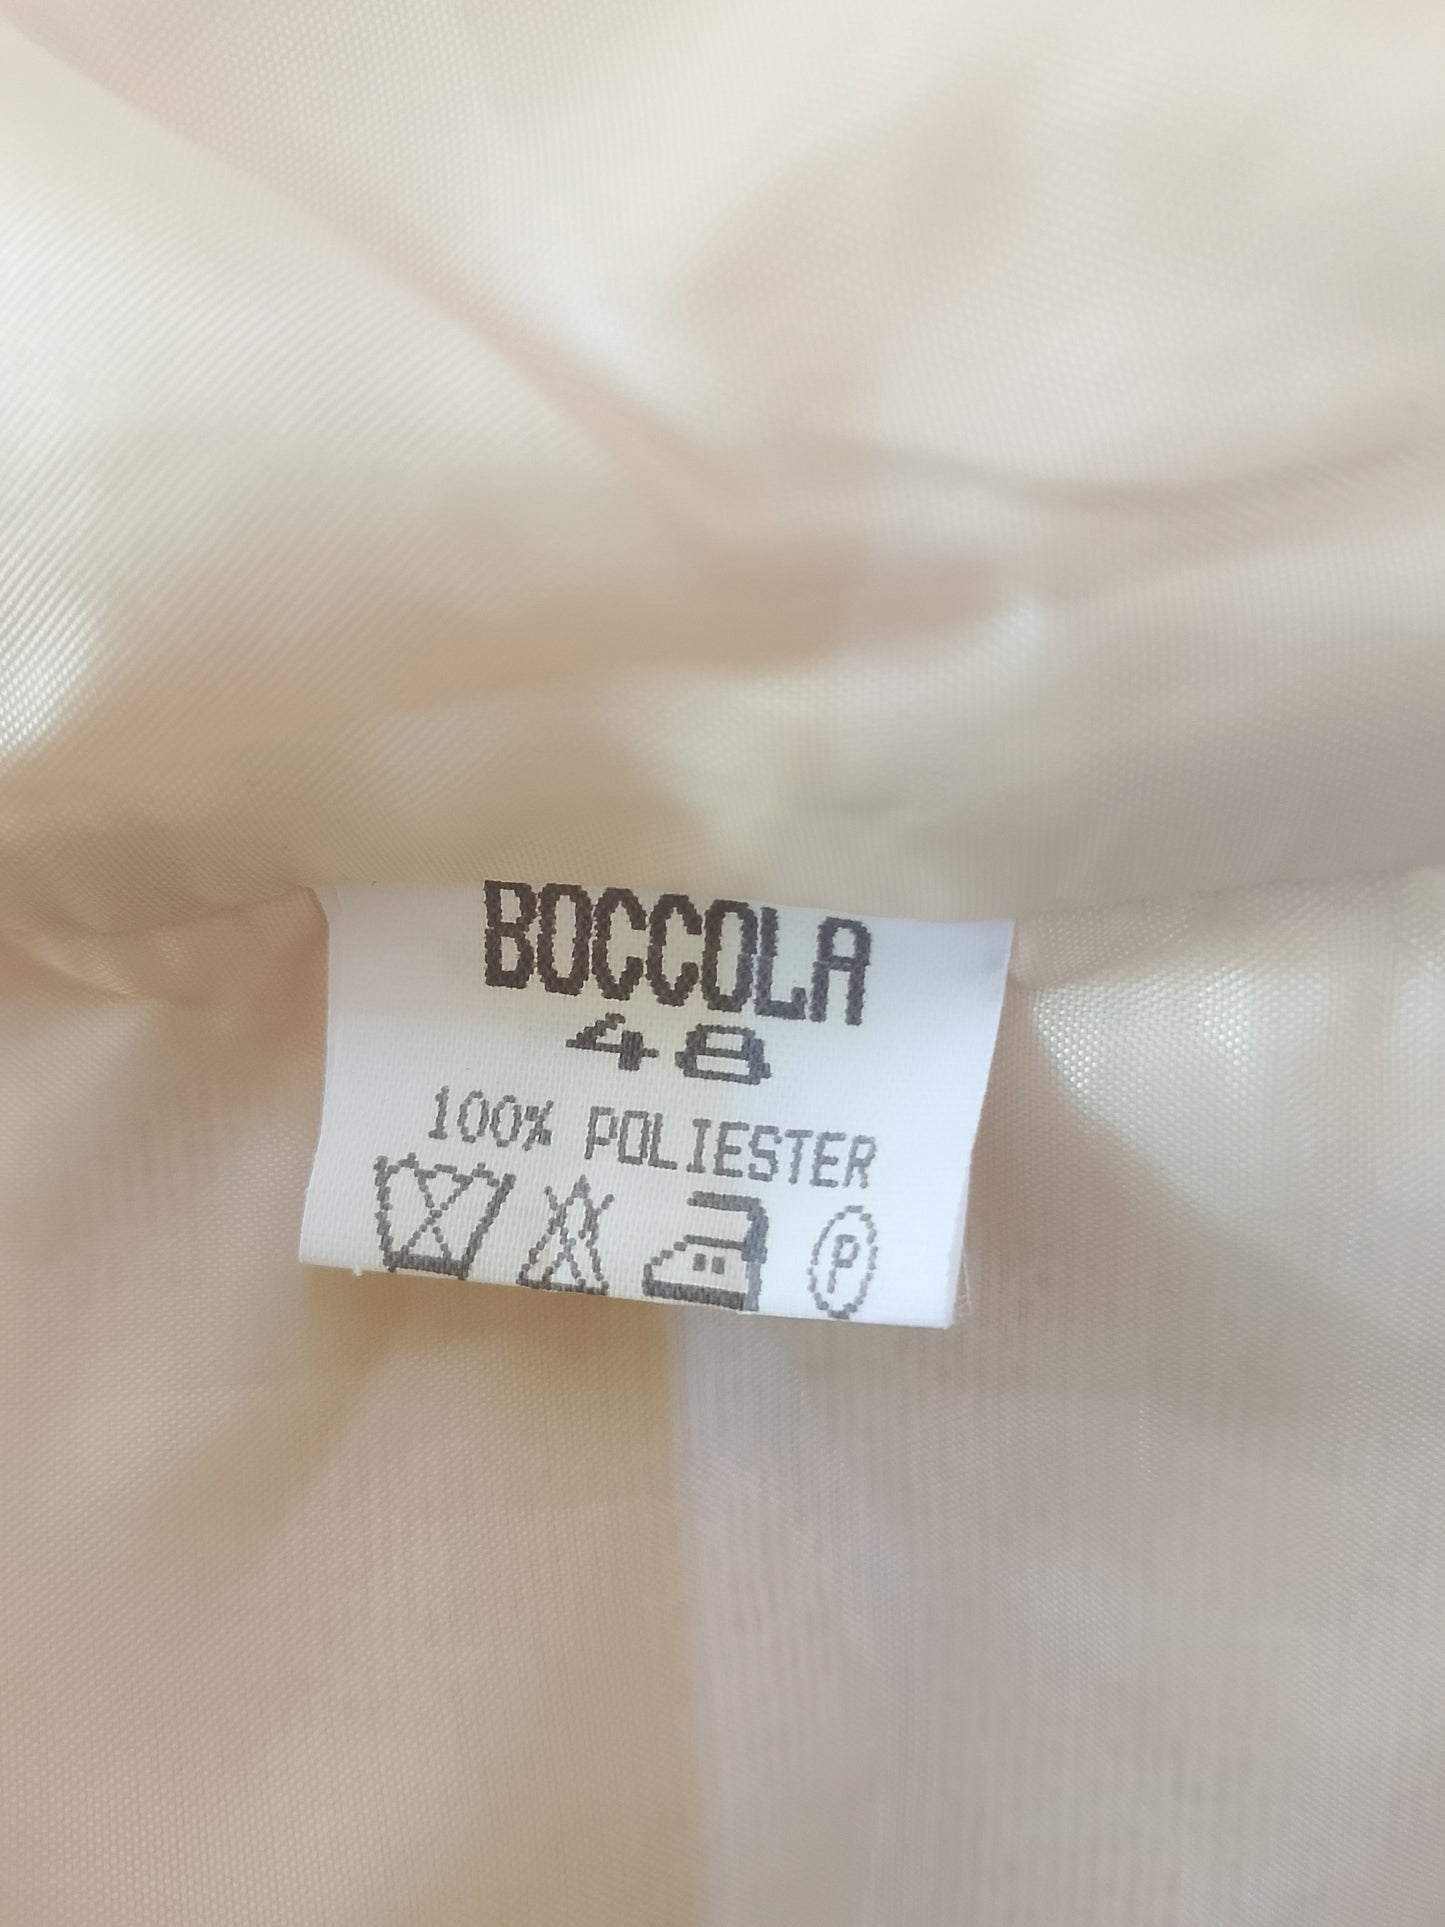 BOCCOLA
48
100% POLIESTER
P